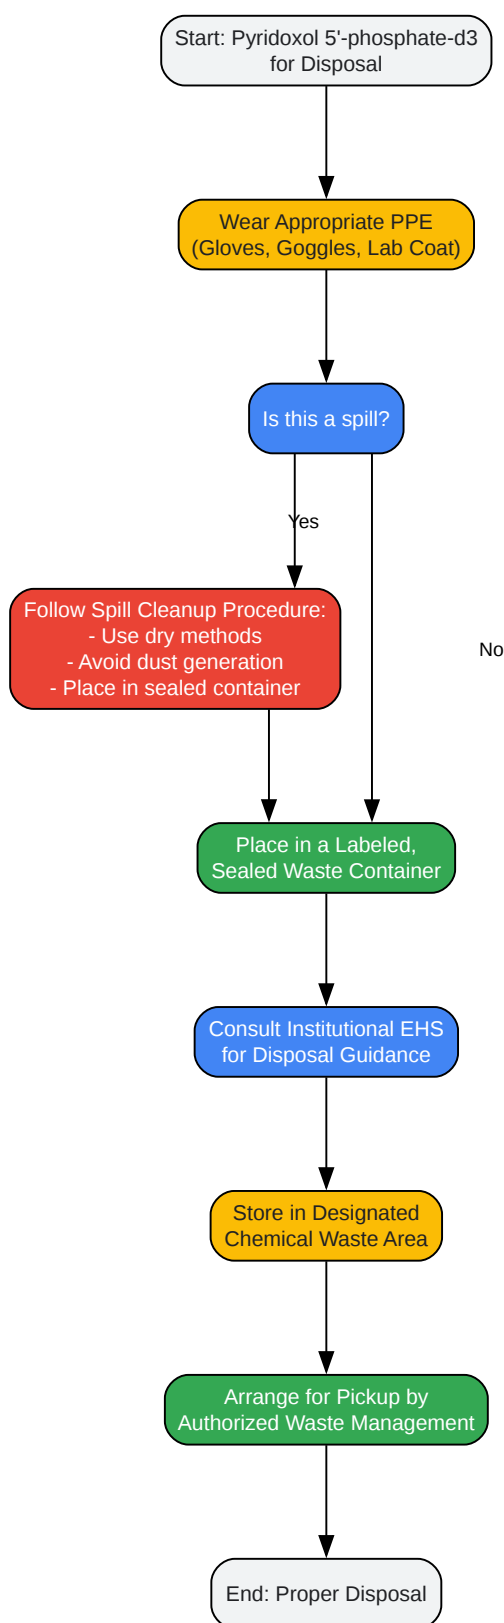 Start: Pyridoxol 5'-phosphate-d3
for Disposal
Wear Appropriate PPE
(Gloves, Goggles, Lab Coat)
Is this a spill?
Yes
Follow Spill Cleanup Procedure:
- Use dry methods
- Avoid dust generation
- Place in sealed container
No
Place in a Labeled,
Sealed Waste Container
Consult Institutional EHS
for Disposal Guidance
Store in Designated
Chemical Waste Area
Arrange for Pickup by
Authorized Waste Management
End: Proper Disposal